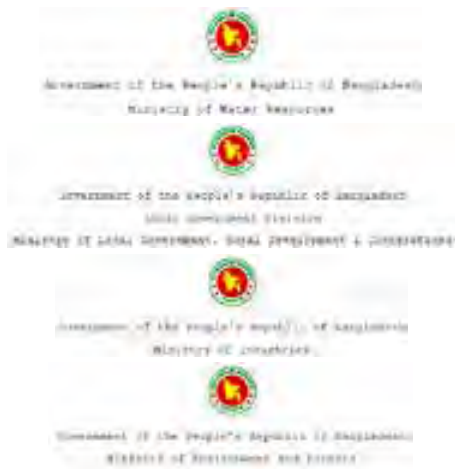 Government of the People's Republic of Bangladesh
Ministry of Water Resources
Government of the People's Republic of Bangladesh
Local Government Division
Ministry of Local Government, Rural Development & Cooperatives
Government of the People's Republic of Bangladesh
Ministry of Industries
Government of the People's Republic of Bangladesh
Ministry of Environment and Forests